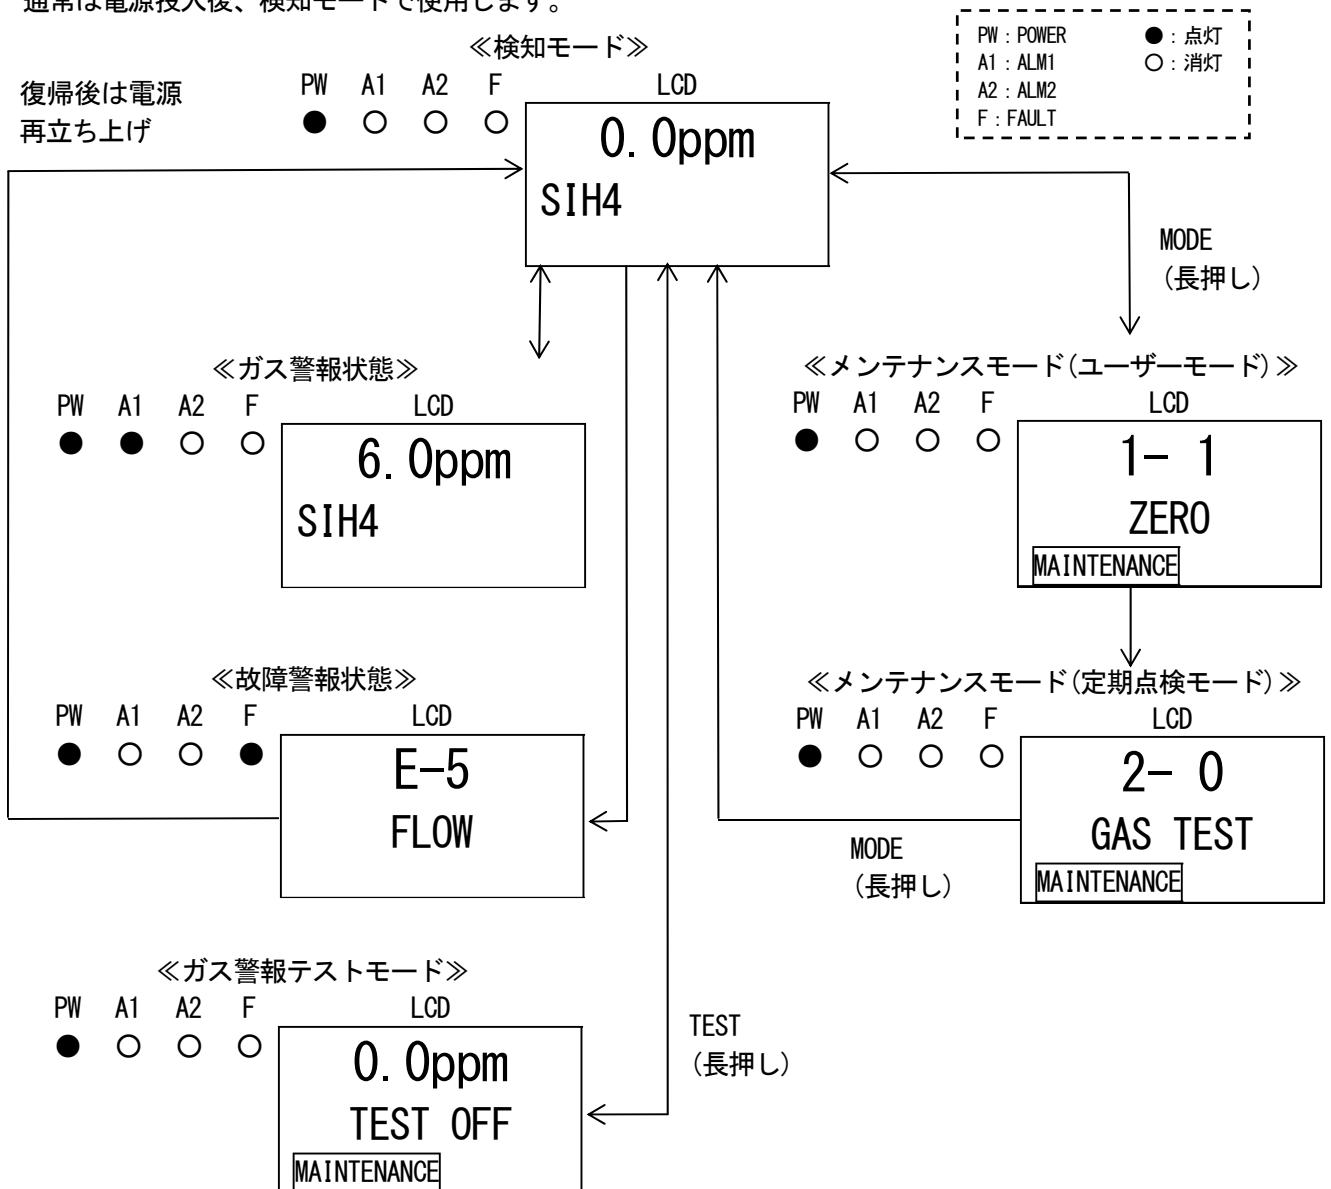 通常は電源投入後、検知モードで使用します。
PW：POWER ●：点灯
A1：ALM1 ○：消灯
A2：ALM2
F：FAULT
≪検知モード≫
復帰後は電源
再立ち上げ
PW A1 A2 F LCD
● ○ ○ ○
0.0ppm
SIH4
MODE
(長押し)
≪ガス警報状態≫
PW A1 A2 F LCD
● ● ○ ○
6.0ppm
SIH4
≪メンテナンスモード(ユーザーモード)≫
PW A1 A2 F LCD
● ○ ○ ○
1- 1
ZERO
MAINTENANCE
≪故障警報状態≫
PW A1 A2 F LCD
● ○ ○ ●
E-5
FLOW
≪メンテナンスモード(定期点検モード)≫
PW A1 A2 F LCD
● ○ ○ ○
2- 0
GAS TEST
MAINTENANCE
MODE
(長押し)
≪ガス警報テストモード≫
PW A1 A2 F LCD
● ○ ○ ○
0.0ppm
TEST OFF
MAINTENANCE
TEST
(長押し)